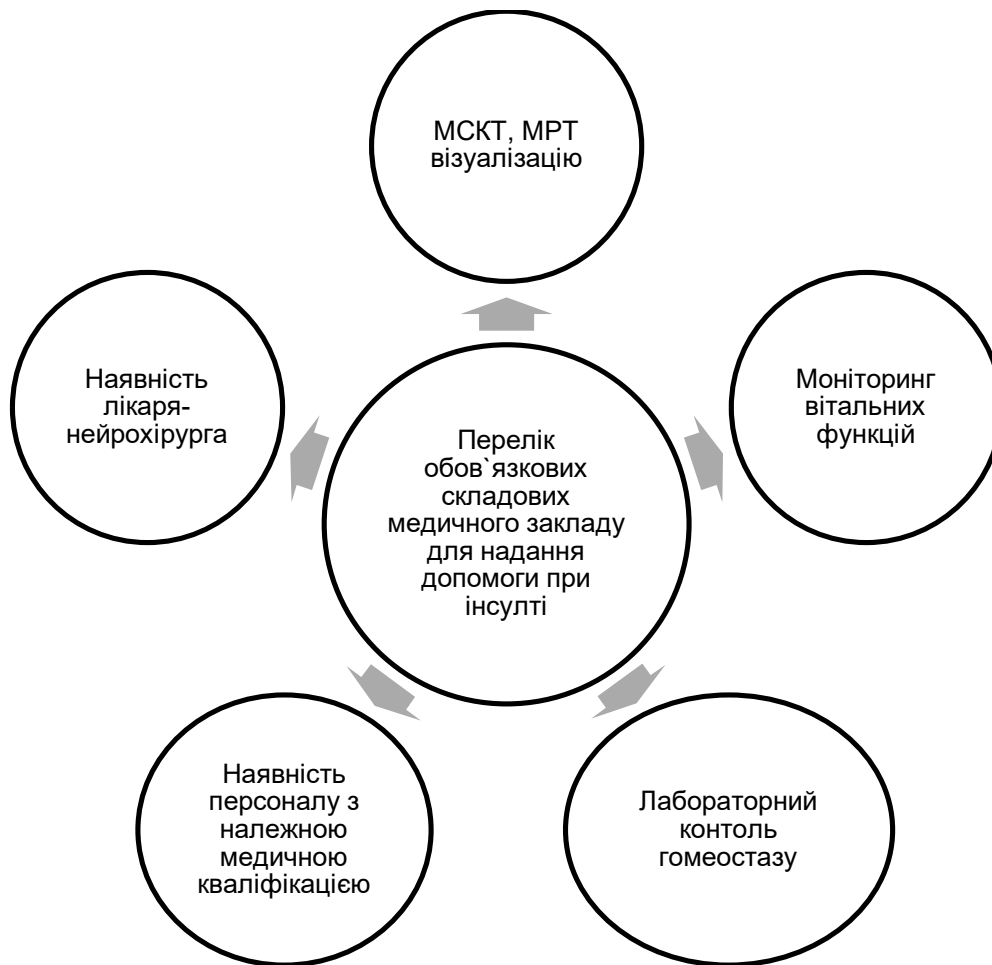 МСКТ, МРТ
візуалізацію
Наявність
лікаря-
нейрохірурга
Моніторинг
вітальних
функцій
Перелік
обов`язкових
складових
медичного закладу
для надання
допомоги при
інсулті
Наявність
персоналу з
належною
медичною
кваліфікацією
Лабораторний
контоль
гомеостазу